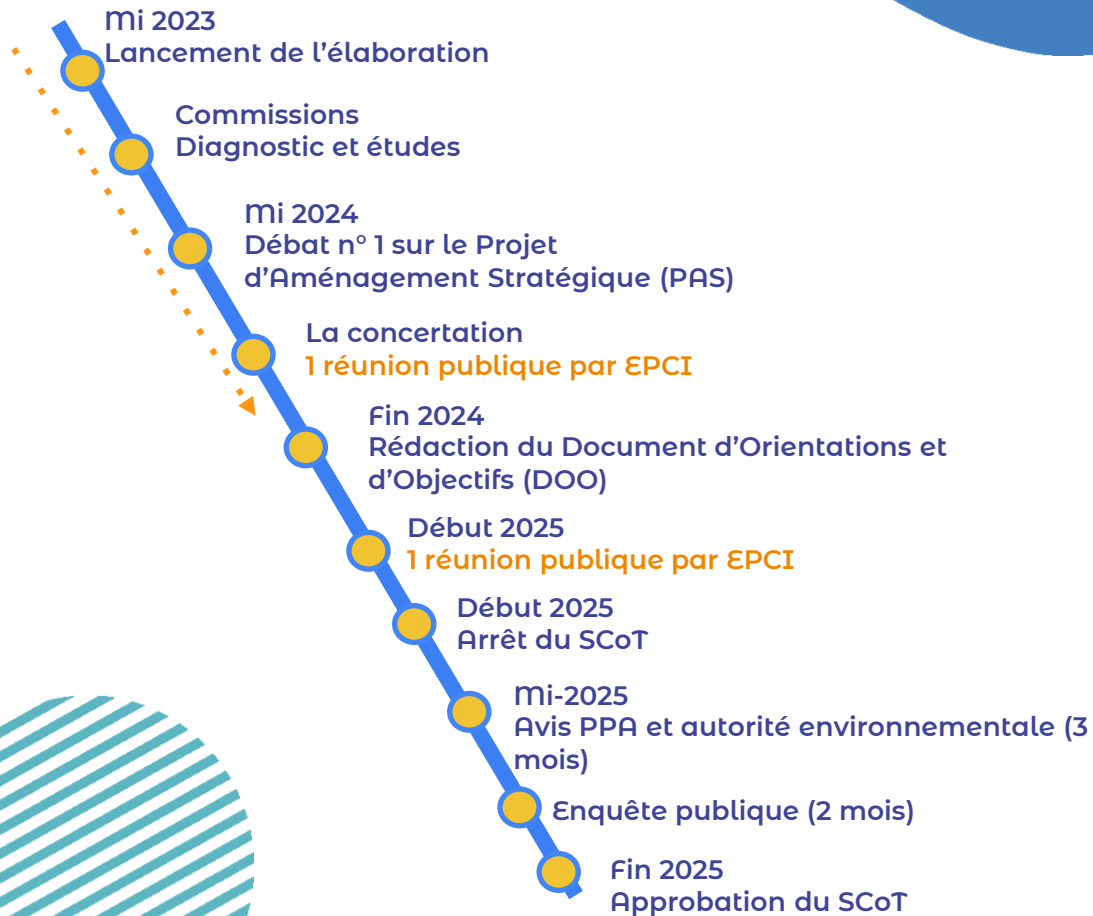 Mi 2023
Lancement de l'élaboration
Commissions
Diagnostic et études
Mi 2024
Débat n° 1 sur le Projet
d'Aménagement Stratégique (PAS)
La concertation
1 réunion publique par EPCI
Fin 2024
Rédaction du Document d'Orientations et
d'Objectifs (DOO)
Début 2025
1 réunion publique par EPCI
Début 2025
Arrêt du SCoT
Mi-2025
Avis PPA et autorité environnementale (3
mois)
Enquête publique (2 mois)
Fin 2025
Approbation du SCoT